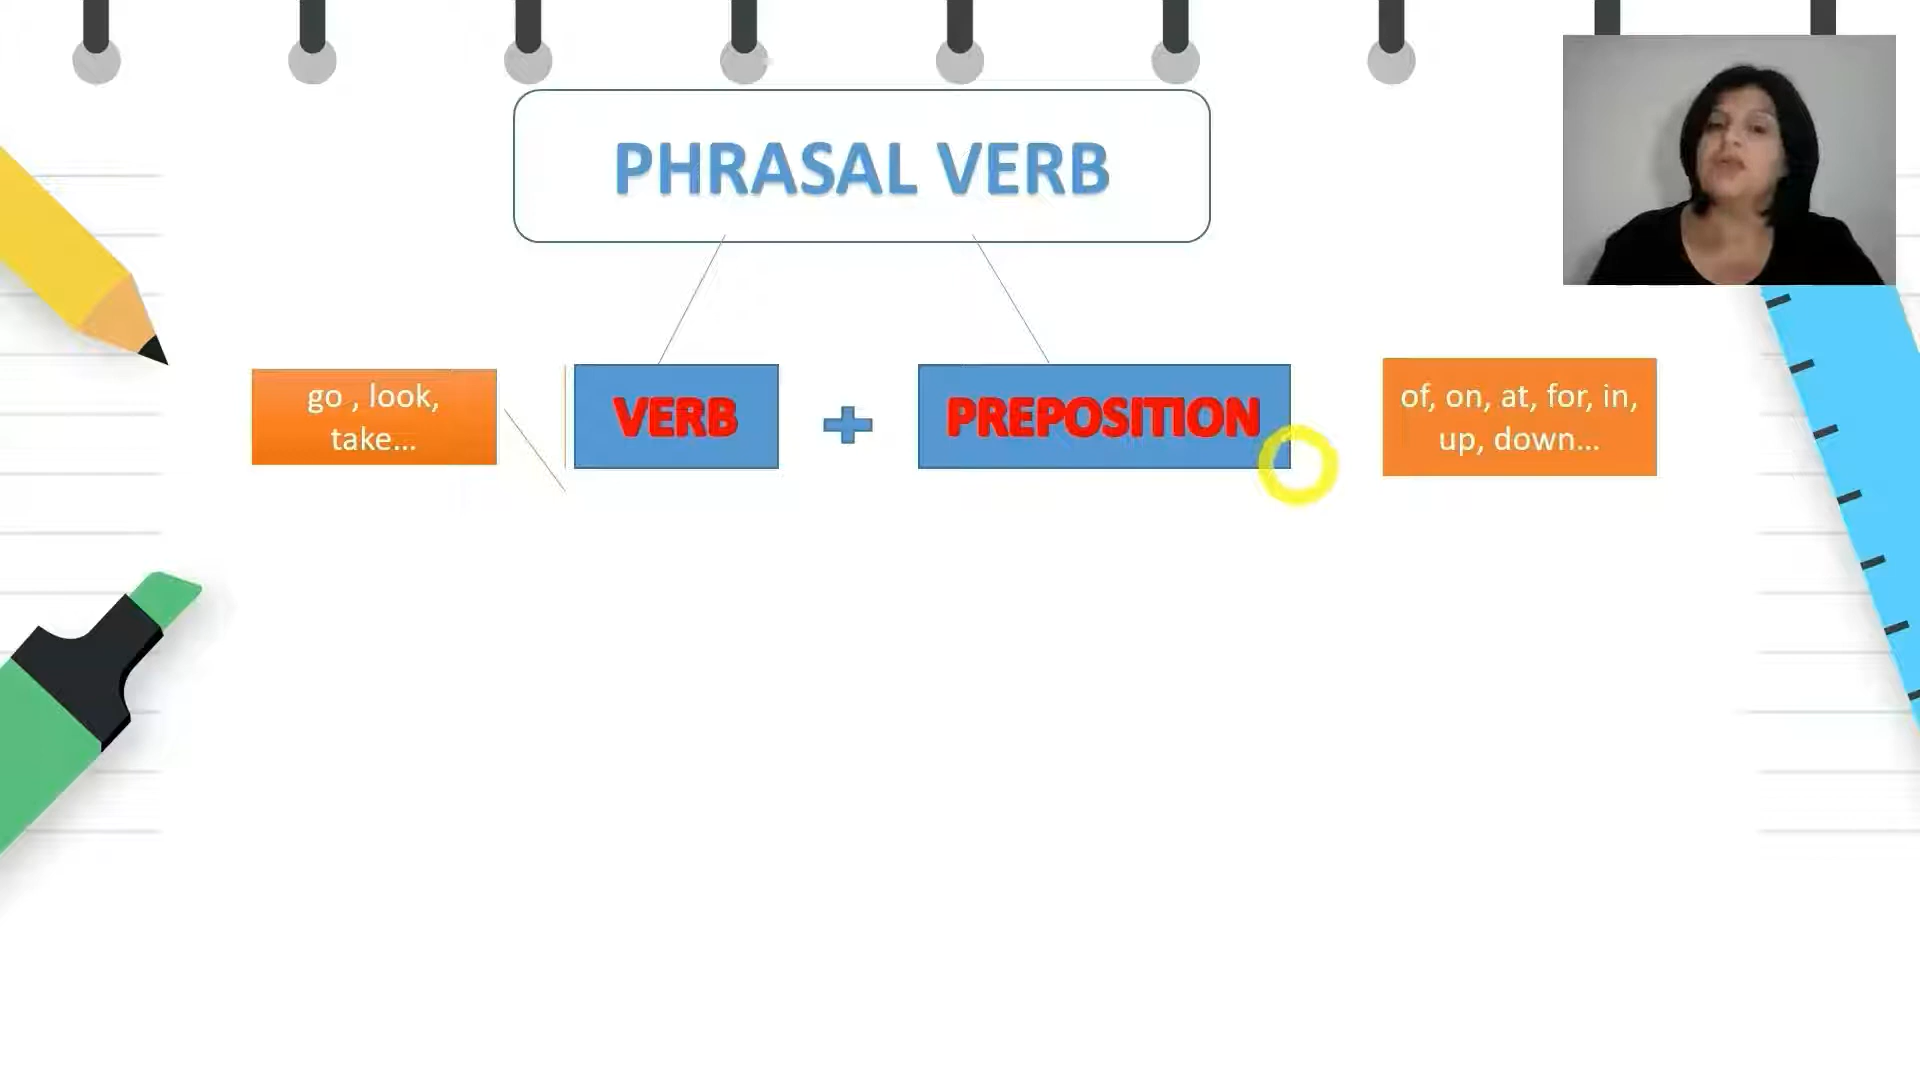 PHRASAL VERB
go , look,
take...
VERB
PREPOSITION
of, on, at, for, in,
up, down...